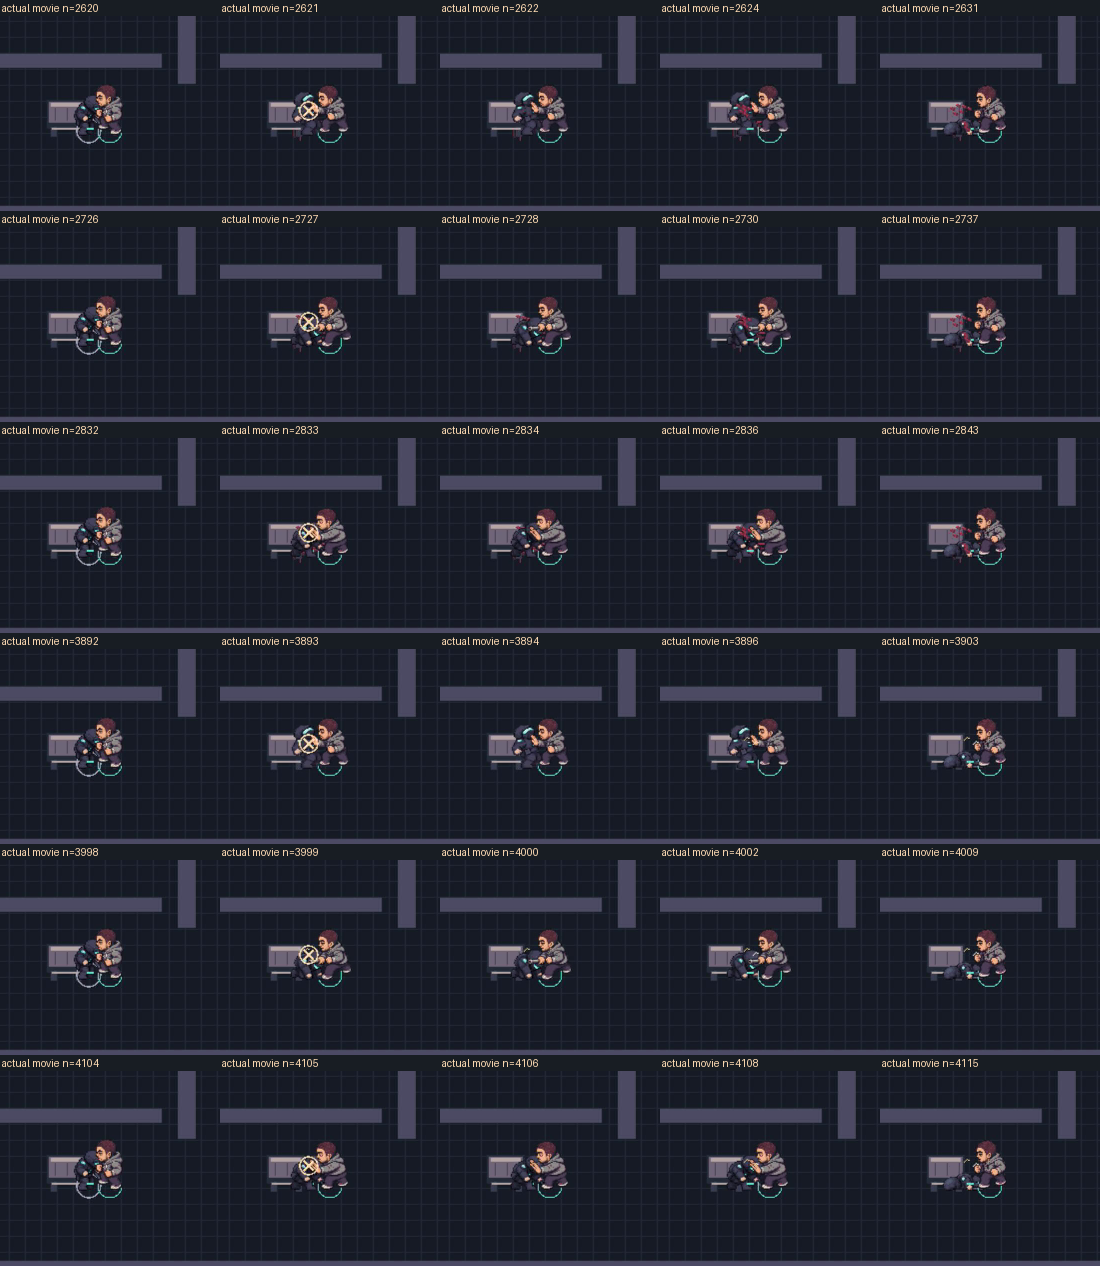 actual movie n=2620
actual movie n=2621
actual movie n=2622
actual movie n=2624
actual movie n=2631
actual movie n=2726
actual movie n=2727
actual movie n=2728
actual movie n=2730
actual movie n=2737
actual movie n=2832
actual movie n=2833
actual movie n=2834
actual movie n=2836
actual movie n=2843
actual movie n=3892
actual movie n=3893
actual movie n=3894
actual movie n=3896
actual movie n=3903
actual movie n=3998
actual movie n=3999
actual movie n=4000
actual movie n=4002
actual movie n=4009
actual movie n=4104
actual movie n=4105
actual movie n=4106
actual movie n=4108
actual movie n=4115